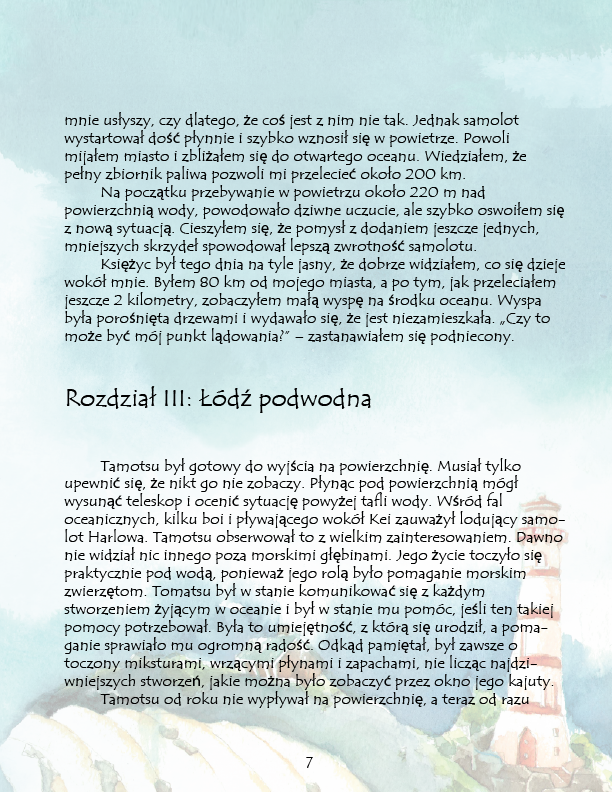 mnie usłyszy, czy dlatego, że coś jest z nim nie tak. Jednak samolot
wystartował dość płynnie i szybko wznosił się w powietrze. Powoli
mijałem miasto i zbliżałem się do otwartego oceanu. Wiedziałem, że
pełny zbiornik paliwa pozwoli mi przelecieć około 200 km.
Na początku przebywanie w powietrzu około 220 m nad
powierzchnią wody, powodowało dziwne uczucie, ale szybko oswoiłem się
z nową sytuacją. Cieszyłem się, że pomysł z dodaniem jeszcze jednych,
mniejszych skrzydeł spowodował lepszą zwrotność samolotu.
Księżyc był tego dnia na tyle jasny, że dobrze widziałem, co się dzieje
wokół mnie. Byłem 80 km od mojego miasta, a po tym, jak przeleciałem
jeszcze 2 kilometry, zobaczyłem małą wyspę na środku oceanu. Wyspa
była porośnięta drzewami i wydawało się, że jest niezamieszkała. „Czy to
może być mój punkt lądowania?” – zastanawiałem się podniecony.
Rozdział III: Łódź podwodna
Tamotsu był gotowy do wyjścia na powierzchnię. Musiał tylko
upewnić się, że nikt go nie zobaczy. Płynąc pod powierzchnią mógł
wysunąć teleskop i ocenić sytuację powyżej tafli wody. Wśród fal
oceanicznych, kilku boi i pływającego wokół Kei zauważył lodujący samo-
lot Harlowa. Tamotsu obserwował to z wielkim zainteresowaniem. Dawno
nie widział nic innego poza morskimi głębinami. Jego życie toczyło się
praktycznie pod wodą, ponieważ jego rolą było pomaganie morskim
zwierzętom. Tomatsu był w stanie komunikować się z każdym
stworzeniem żyjącym w oceanie i był w stanie mu pomóc, jeśli ten takiej
pomocy potrzebował. Była to umiejętność, z którą się urodził, a poma-
ganie sprawiało mu ogromną radość. Odkąd pamiętał, był zawsze o
toczony miksturami, wrzącymi płynami i zapachami, nie licząc najdzi-
wniejszych stworzeń, jakie można było zobaczyć przez okno jego kajuty.
Tamotsu od roku nie wypływał na powierzchnię, a teraz od razu
7